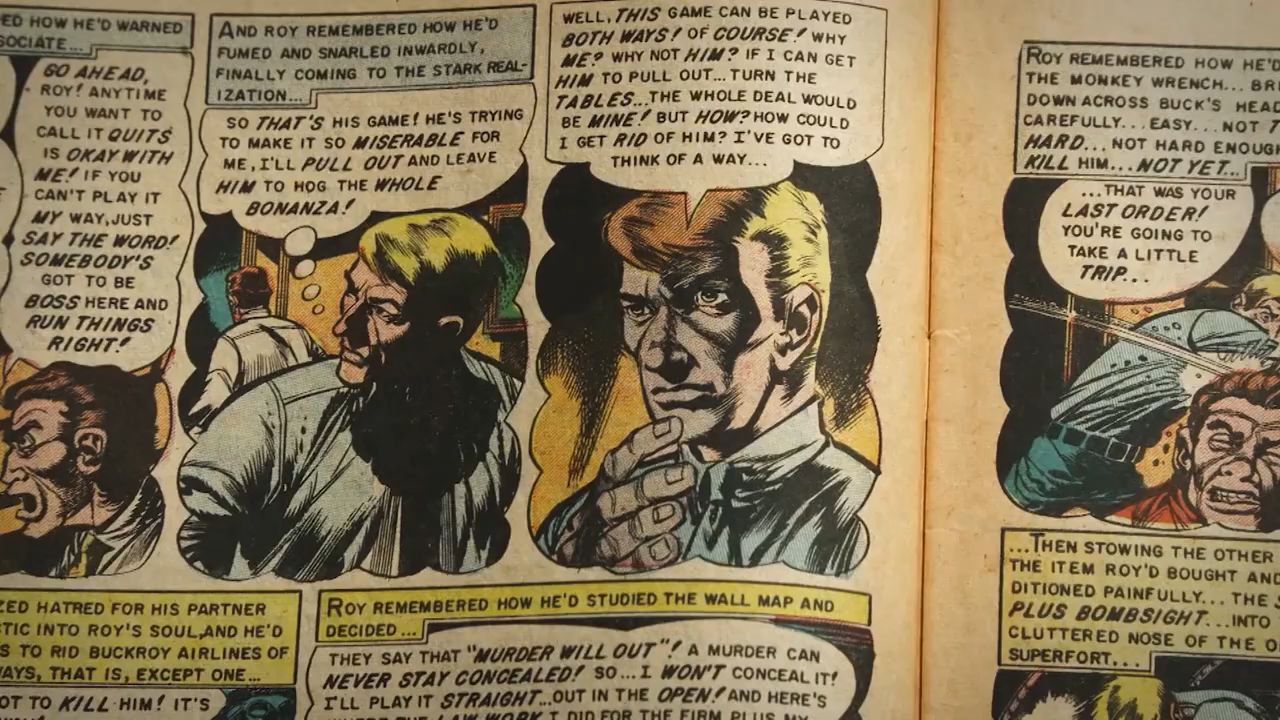 ED HOW HE'D WARNED
SOCIATE...
GO AHEAD,
ROY! ANYTIME
YOU WANT TO
CALL IT QUITS
IS OKAY WITH
ME! IF YOU
CAN'T PLAY IT
MY WAY, JUST
SAY THE WORD!
SOMEBODY'S
GOT TO BE
BOSS HERE AND
RUN THINGS
RIGHT!
AND ROY REMEMBERED HOW HE'D
FUMED AND SNARLED INWARDLY,
FINALLY COMING TO THE STARK REAL-
IZATION...
SO THAT'S HIS GAME! HE'S TRYING
TO MAKE IT SO MISERABLE FOR
ME, I'LL PULL OUT AND LEAVE
HIM TO HOG THE WHOLE
BONANZA!
WELL, THIS GAME CAN BE PLAYED
BOTH WAYS! OF COURSE! WHY
ME? WHY NOT HIM? IF I CAN GET
HIM TO PULL OUT... TURN THE
TABLES... THE WHOLE DEAL WOULD
BE MINE! BUT HOW? HOW COULD
I GET RID OF HIM? I'VE GOT TO
THINK OF A WAY...
ZED HATRED FOR HIS PARTNER
STIC INTO ROY'S SOUL, AND HE'D
S TO RID BUCKROY AIRLINES OF
WAYS, THAT IS, EXCEPT ONE...
OT TO KILL HIM! IT'S
ROY REMEMBERED HOW HE'D STUDIED THE WALL MAP AND
DECIDED...
THEY SAY THAT "MURDER WILL OUT"! A MURDER CAN
NEVER STAY CONCEALED! SO... I WON'T CONCEAL IT!
I'LL PLAY IT STRAIGHT... OUT IN THE OPEN! AND HERE'S
WHERE THE LAW WORK I DID FOR THE FIRM PLUS MY
ROY REMEMBERED HOW HE'D
THE MONKEY WRENCH... BRI
DOWN ACROSS BUCK'S HEAD
CAREFULLY... EASY... NOT T
HARD... NOT HARD ENOUGH
KILL HIM... NOT YET...
...THAT WAS YOUR
LAST ORDER!
YOU'RE GOING TO
TAKE A LITTLE
TRIP...
...THEN STOWING THE OTHER
THE ITEM ROY'D BOUGHT AND
DITIONED PAINFULLY... THE
PLUS BOMBSIGHT... INTO
CLUTTERED NOSE OF THE O
SUPERFORT...